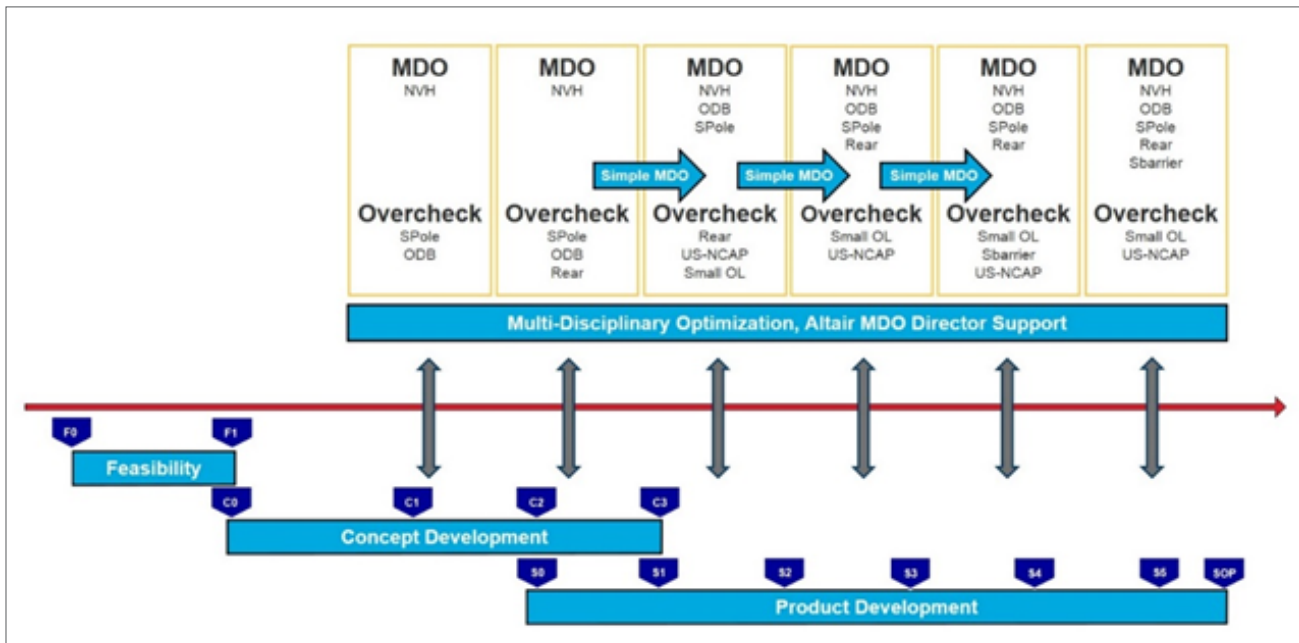 MDO
NVH
Overcheck
SPole
ODB
MDO
NVH
Overcheck
SPole
ODB
Rear
Simple MDO
MDO
NVH
ODB
SPole
Overcheck
Rear
US-NCAP
Small OL
Simple MDO
MDO
NVH
ODB
SPole
Rear
Overcheck
Small OL
US-NCAP
Simple MDO
MDO
NVH
ODB
SPole
Rear
Overcheck
Small OL
Sbarrier
US-NCAP
MDO
NVH
ODB
SPole
Rear
Sbarrier
Overcheck
Small OL
US-NCAP
Multi-Disciplinary Optimization, Altair MDO Director Support
F0
F1
Feasibility
C0
C1
C2
C3
Concept Development
S0
S1
S2
S3
S4
S5
SOP
Product Development